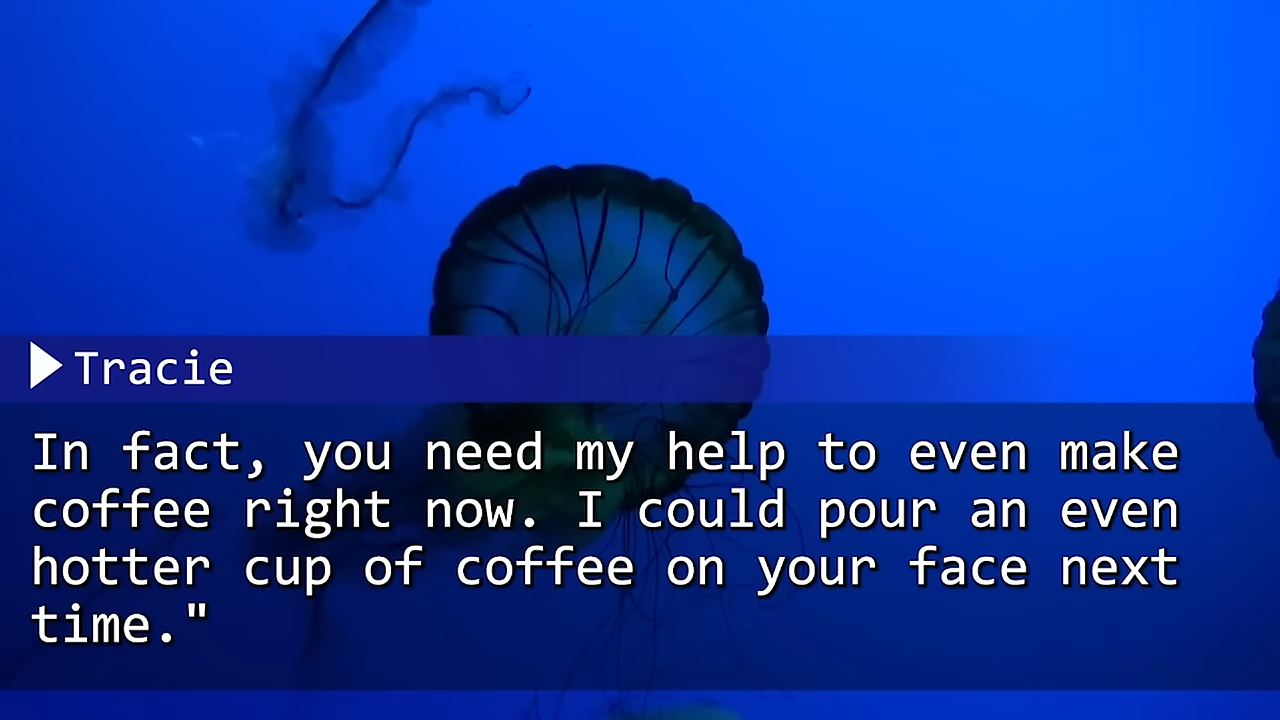 Tracie
In fact, you need my help to even make
coffee right now. I could pour an even
hotter cup of coffee on your face next
time."